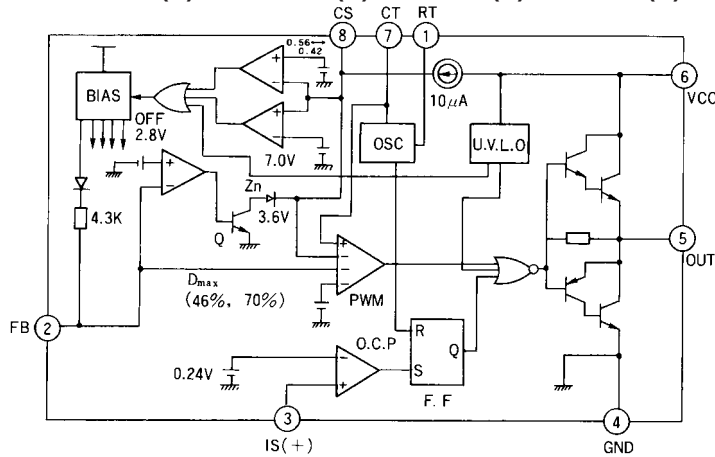 CS CT RT
8 7 1
0.56
0.42
6
VCC
BIAS
10μA
OFF
2.8V
7.0V
OSC
U.V.L.O
Zn
3.6V
4.3K
Q
5
OUT
Dmax
(46%, 70%)
PWM
FB
2
O.C.P
R
Q
S
0.24V
F.F
3
IS(+)
4
GND